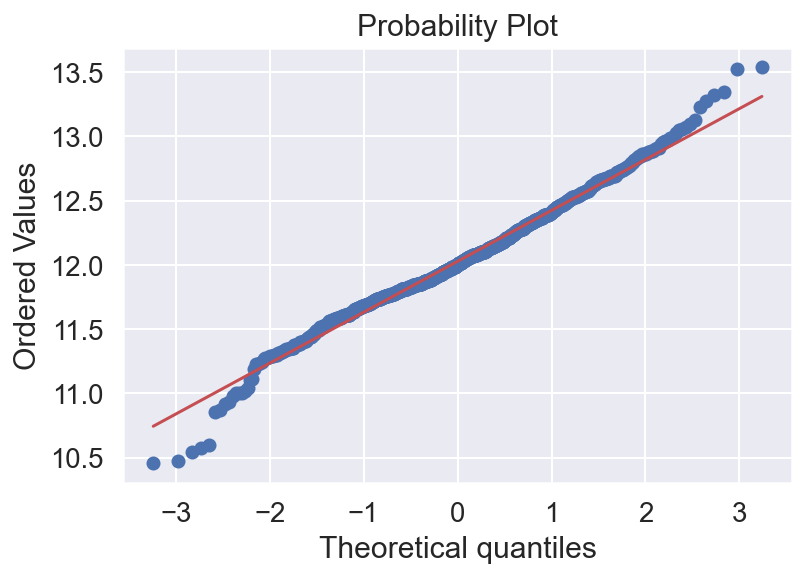 Probability Plot
13.5
13.0
12.5
12.0
11.5
11.0
10.5
Ordered Values
−3 −2 −1 0 1 2 3
Theoretical quantiles